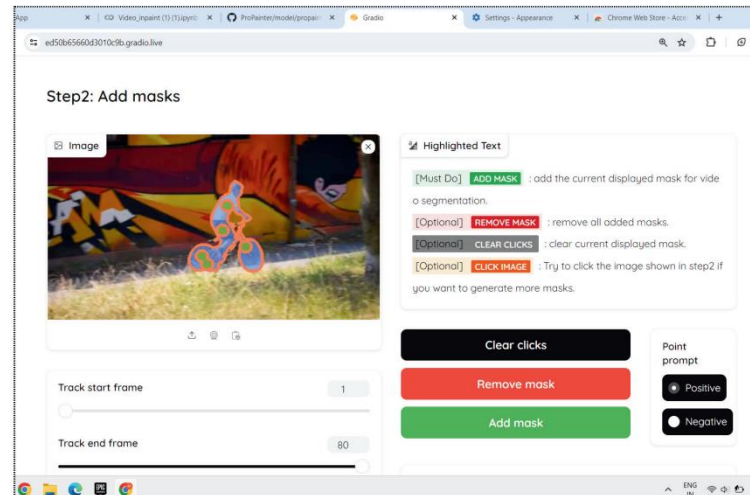 App
Video_inpaint (1) (1).ipynb
ProPainter/model/propain
Gradio
Settings - Appearance
Chrome Web Store - Acce
ed50b65660d3010c9b.gradio.live
Step2: Add masks
Image
Highlighted Text
[Must Do] ADD MASK : add the current displayed mask for vide
o segmentation.
[Optional] REMOVE MASK : remove all added masks.
[Optional] CLEAR CLICKS : clear current displayed mask.
[Optional] CLICK IMAGE : Try to click the image shown in step2 if
you want to generate more masks.
Clear clicks
Remove mask
Add mask
Point
prompt
Positive
Negative
Track start frame
1
Track end frame
80
EPIC
ENG
IN